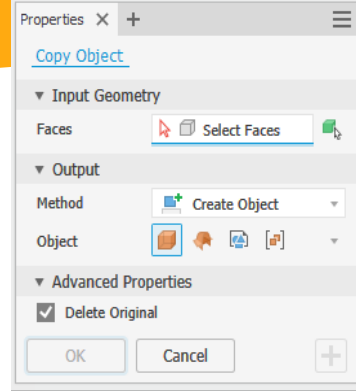 Properties
Copy Object
Input Geometry
Faces Select Faces
Output
Method Create Object
Object
Advanced Properties
Delete Original
OK Cancel